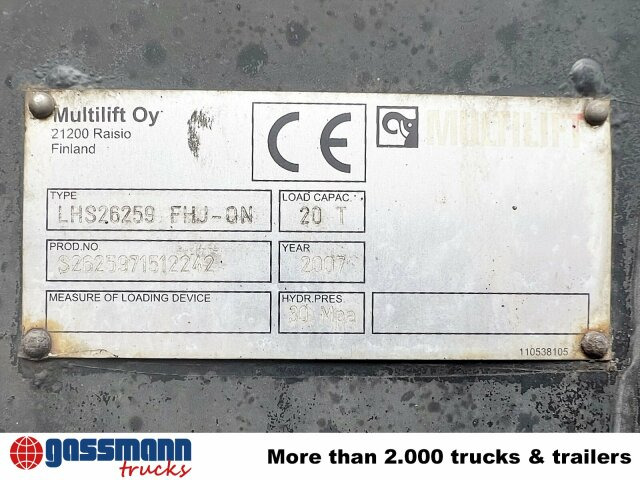 Multilift Oy
21200 Raisio
Finland
CE
MULTILIFT
TYPE
LHS26259 FHJ-ON
LOAD CAPAC.
20 T
PROD.NO
YEAR
2007
MEASURE OF LOADING DEVICE
HYDR.PRES.
110538105
gassmann
trucks
More than 2.000 trucks & trailers